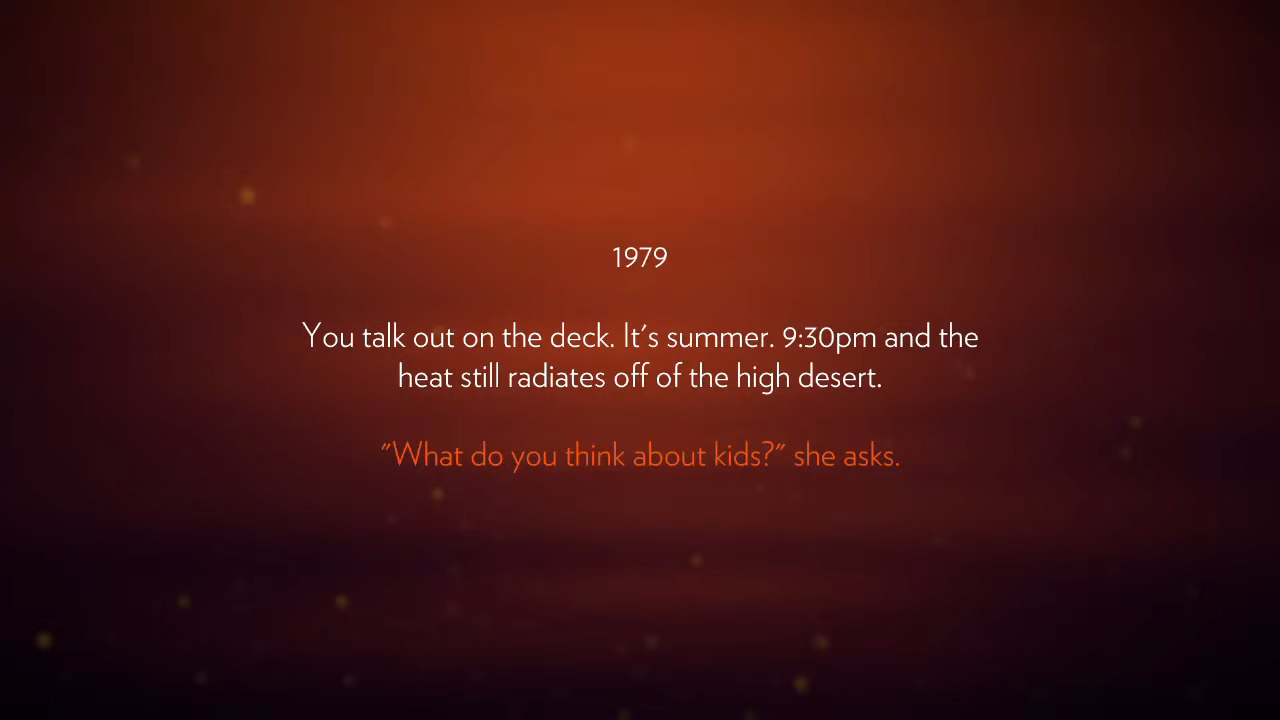 1979
You talk out on the deck. It's summer. 9:30pm and the
heat still radiates off of the high desert.
"What do you think about kids?" she asks.